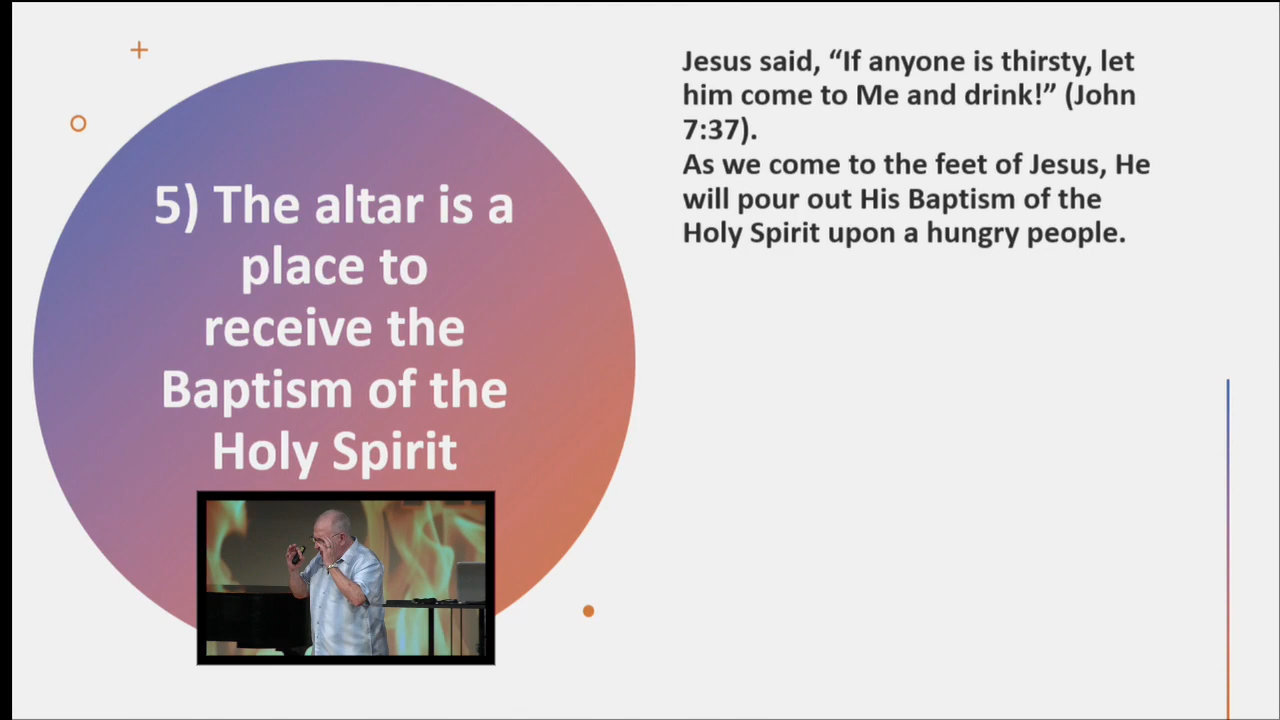 5) The altar is a
place to
receive the
Baptism of the
Holy Spirit
Jesus said, “If anyone is thirsty, let
him come to Me and drink!” (John
7:37).
As we come to the feet of Jesus, He
will pour out His Baptism of the
Holy Spirit upon a hungry people.